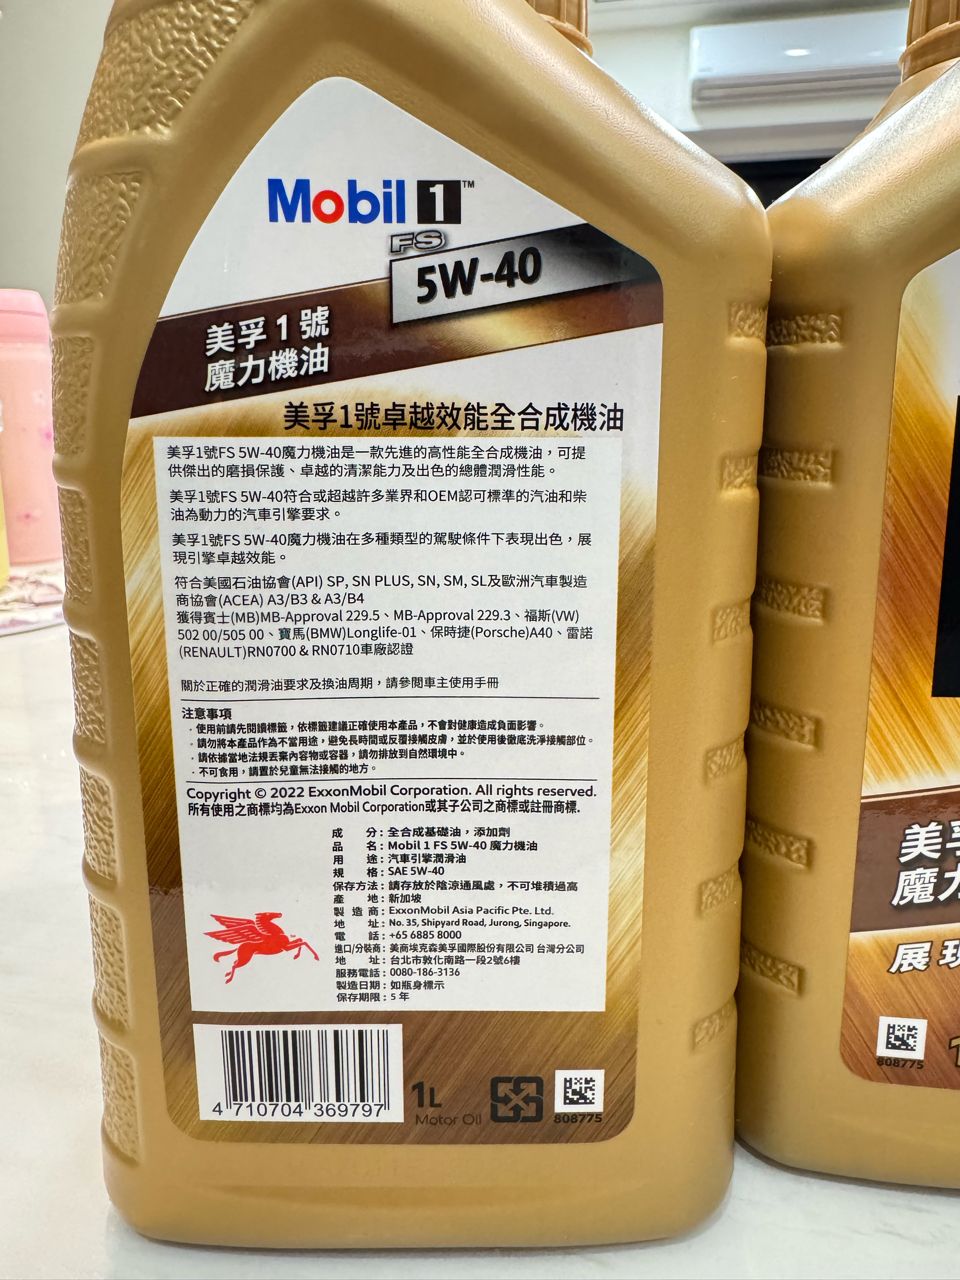 Mobil 1™
FS
5W-40
美孚1號
魔力機油
美孚1號卓越效能全合成機油
美孚1號FS 5W-40魔力機油是一款先進的高性能全合成機油，可提
供傑出的磨損保護、卓越的清潔能力及出色的總體潤滑性能。
美孚1號FS 5W-40符合或超越許多業界和OEM認可標準的汽油和柴
油為動力的汽車引擎要求。
美孚1號FS 5W-40魔力機油在多種類型的駕駛條件下表現出色，展
現引擎卓越效能。
符合美國石油協會(API) SP, SN PLUS, SN, SM, SL及歐洲汽車製造
商協會(ACEA) A3/B3 & A3/B4
獲得賓士(MB)MB-Approval 229.5、MB-Approval 229.3、福斯(VW)
502 00/505 00、寶馬(BMW)Longlife-01、保時捷(Porsche)A40、雷諾
(RENAULT)RN0700 & RN0710車廠認證
關於正確的潤滑油要求及換油周期，請參閱車主使用手冊
注意事項
·使用前請先閱讀標籤，依標籤建議正確使用本產品，不會對健康造成負面影響。
·請勿將本產品作為不當用途，避免長時間或反覆接觸皮膚，並於使用後徹底洗淨接觸部位。
·請依據當地法規丟棄內容物或容器，請勿排放到自然環境中。
·不可食用，請置於兒童無法接觸的地方。
Copyright © 2022 ExxonMobil Corporation. All rights reserved.
所有使用之商標均為Exxon Mobil Corporation或其子公司之商標或註冊商標.
成 分：全合成基礎油，添加劑
品 名：Mobil 1 FS 5W-40 魔力機油
用 途：汽車引擎潤滑油
規 格：SAE 5W-40
保存方法：請存放於陰涼通風處，不可堆積過高
產 地：新加坡
製 造 商：ExxonMobil Asia Pacific Pte. Ltd.
地 址：No. 35, Shipyard Road, Jurong, Singapore.
電 話：+65 6885 8000
進口/分裝商：美商埃克森美孚國際股份有限公司 台灣分公司
地 址：台北市敦化南路一段2號6樓
服務電話：0080-186-3136
製造日期：如瓶身標示
保存期限：5 年
4 710704 369797
1L
Motor Oil
808775
美孚
魔力
展現
808775